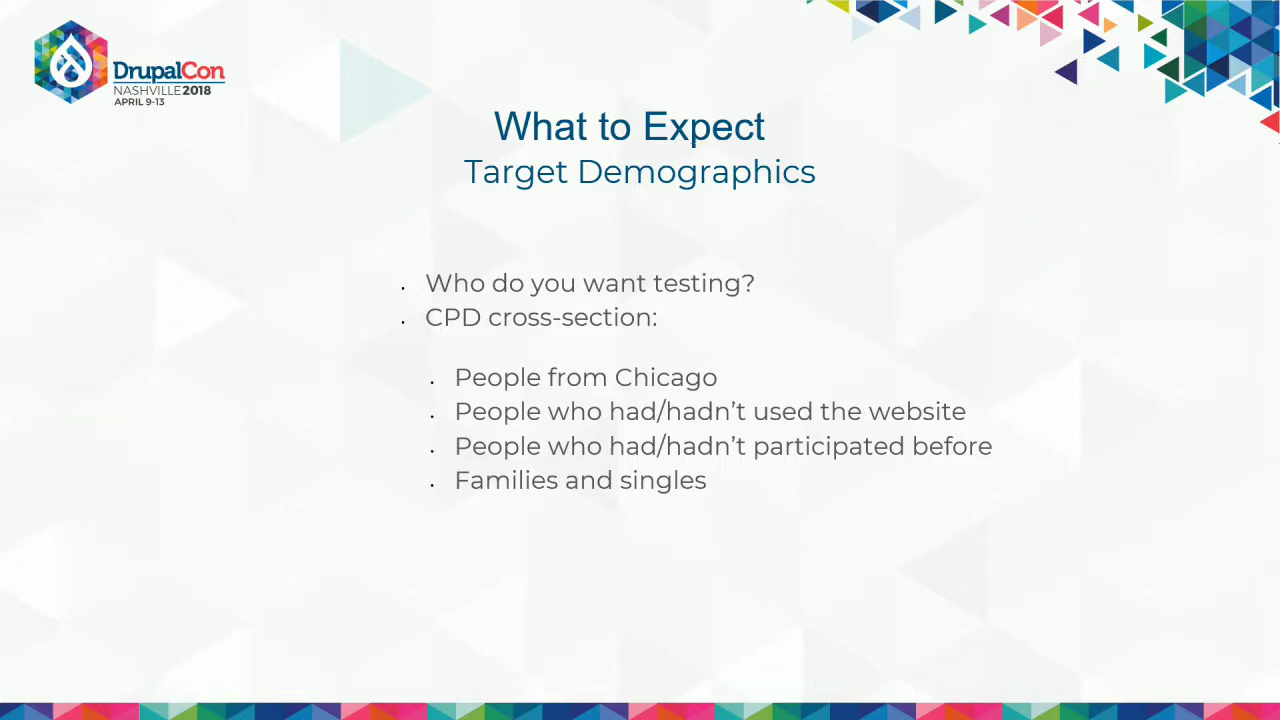 DrupalCon
NASHVILLE 2018
APRIL 9-13
What to Expect
Target Demographics
• Who do you want testing?
• CPD cross-section:
• People from Chicago
• People who had/hadn’t used the website
• People who had/hadn’t participated before
• Families and singles